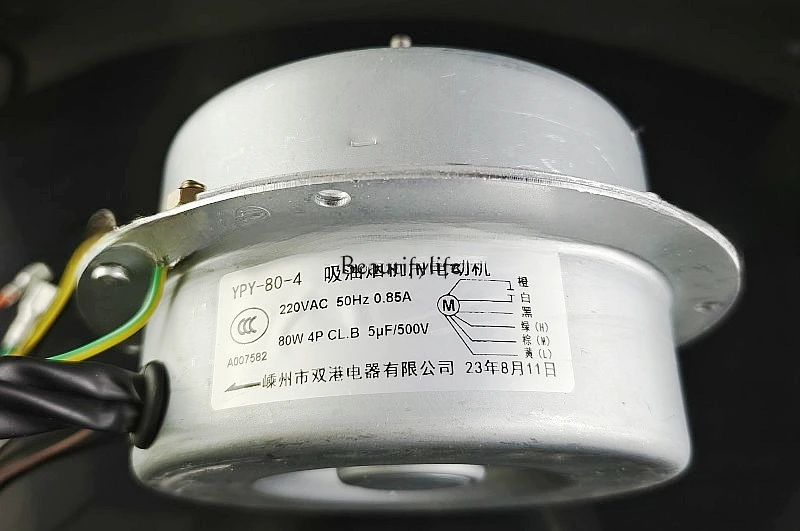 YPY-80-4 吸油烟机用电动机
Beautifylife
220VAC 50Hz 0.85A
80W 4P CL.B 5μF/500V
CCC
A007582
M
橙
白
黑
绿(H)
棕(M)
黄(L)
嵊州市双港电器有限公司 23年8月11日